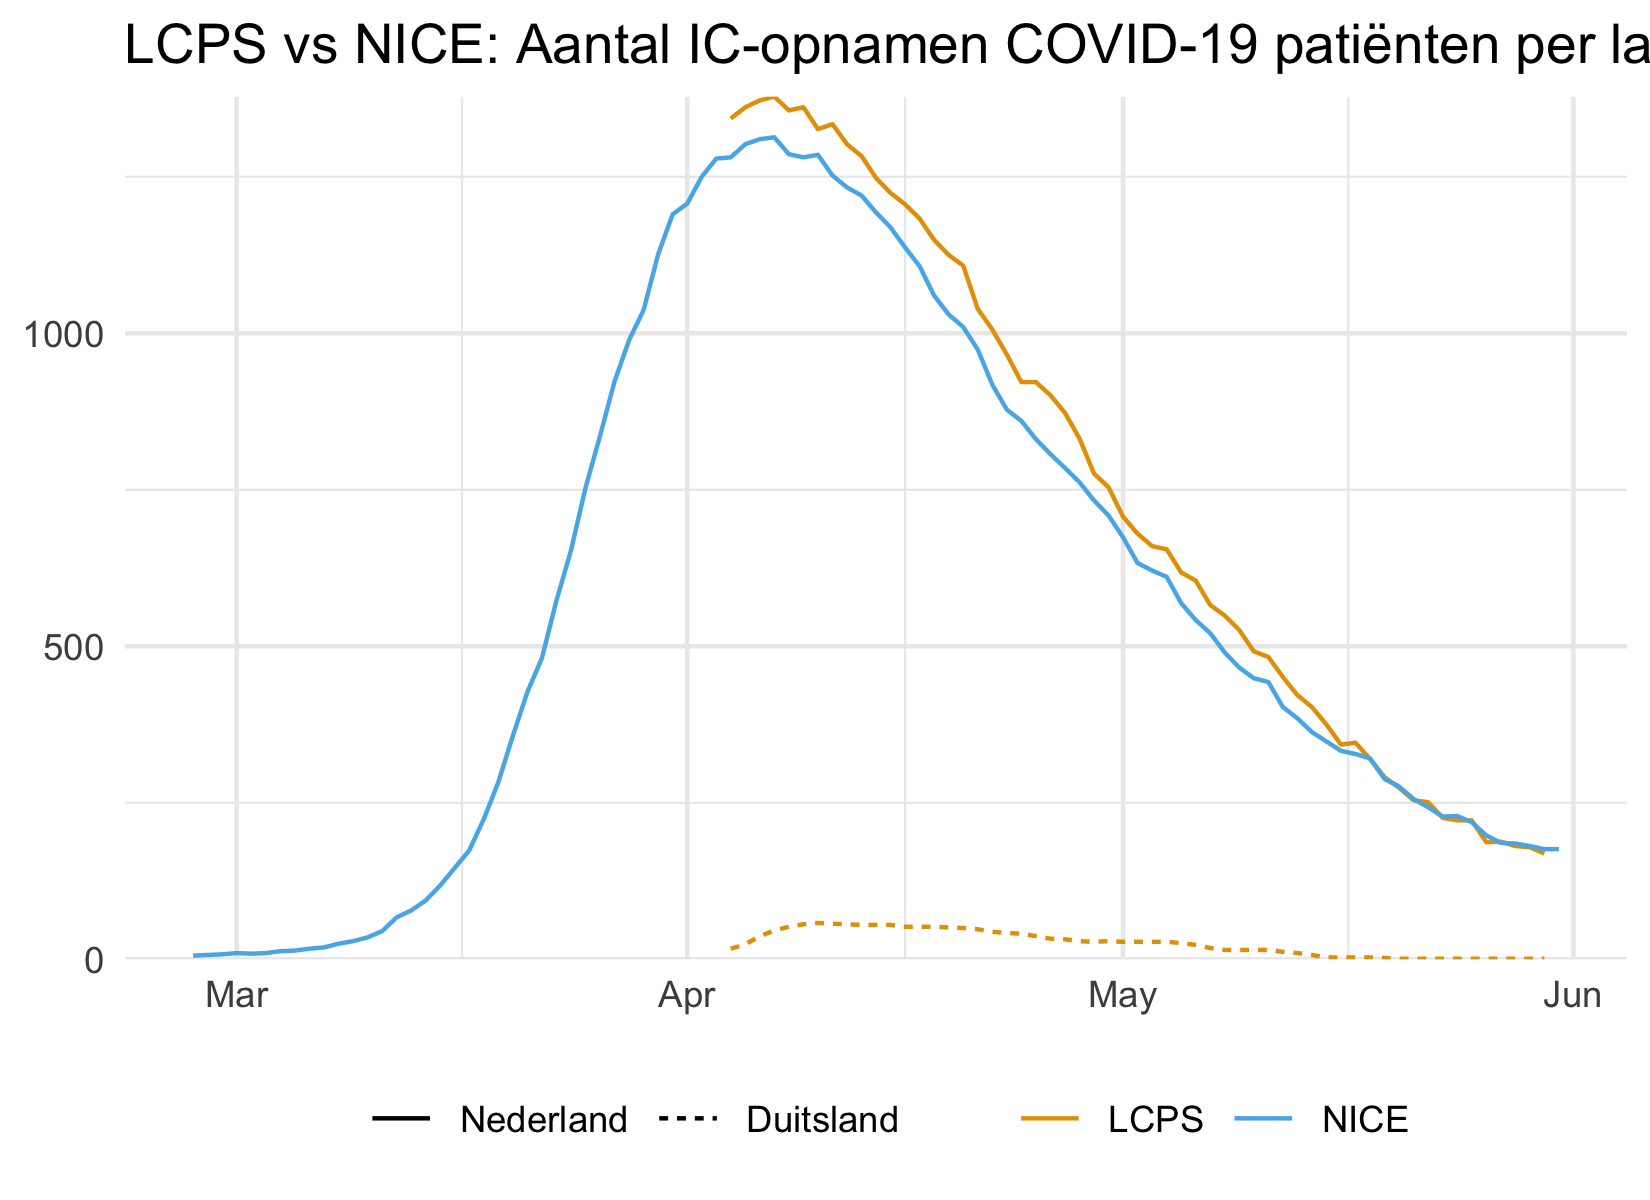 LCPS vs NICE: Aantal IC-opnamen COVID-19 patiënten per la
1000
500
0
Mar Apr May Jun
Nederland Duitsland LCPS NICE